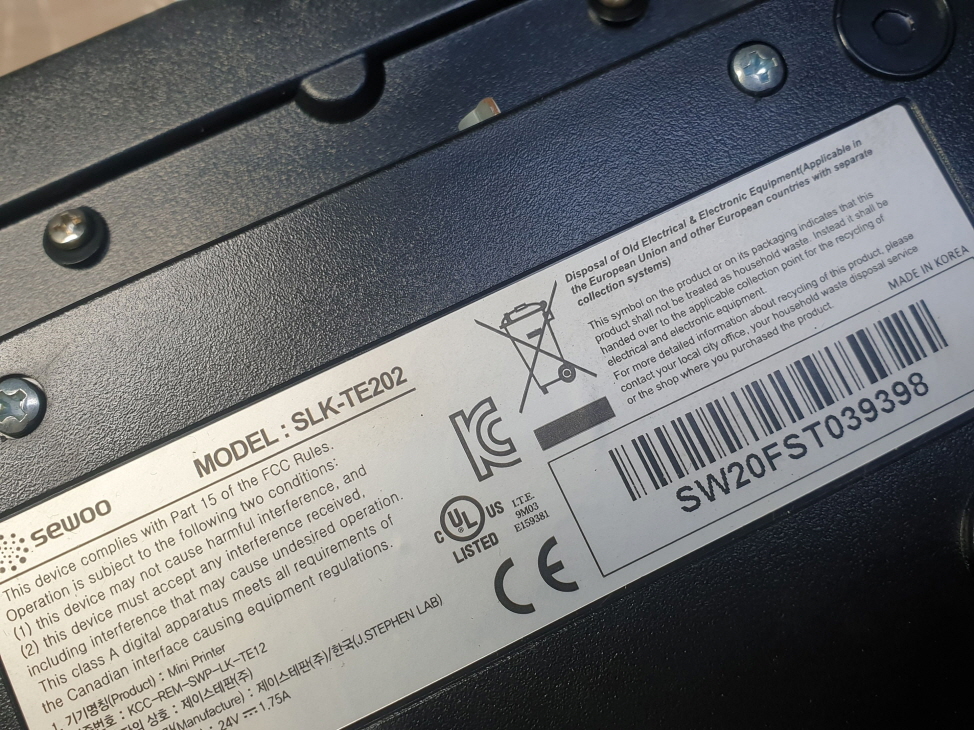 sewoo
MODEL : SLK-TE202
This device complies with Part 15 of the FCC Rules.
Operation is subject to the following two conditions:
(1) this device may not cause harmful interference, and
(2) this device must accept any interference received,
including interference that may cause undesired operation.
This class A digital apparatus meets all requirements of
the Canadian interface causing equipment regulations.
1. 기기명칭(Product) : Mini Printer
KCC-REM-SWP-LK-TE12
상호 : 제이스테판(주)
(Manufacture) : 제이스테판(주)/한국(J.STEPHEN LAB)
: 24V ⎓ 1.75A
C UL US
LISTED
I.T.E.
9M03
E159381
CE
Disposal of Old Electrical & Electronic Equipment(Applicable in
the European Union and other European countries with separate
collection systems)
This symbol on the product or on its packaging indicates that this
product shall not be treated as household waste. Instead it shall be
handed over to the applicable collection point for the recycling of
electrical and electronic equipment.
For more detailed information about recycling of this product, please
contact your local city office, your household waste disposal service
or the shop where you purchased the product.
MADE IN KOREA
SW20FST039398